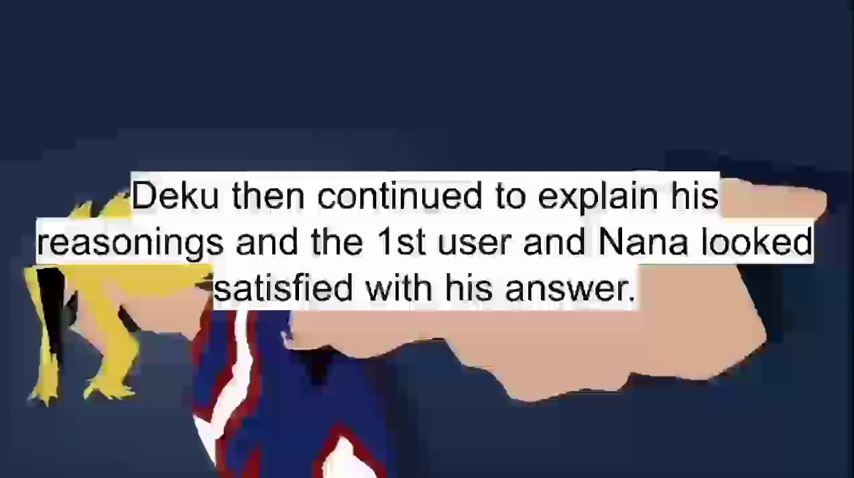 Deku then continued to explain his
reasonings and the 1st user and Nana looked
satisfied with his answer.